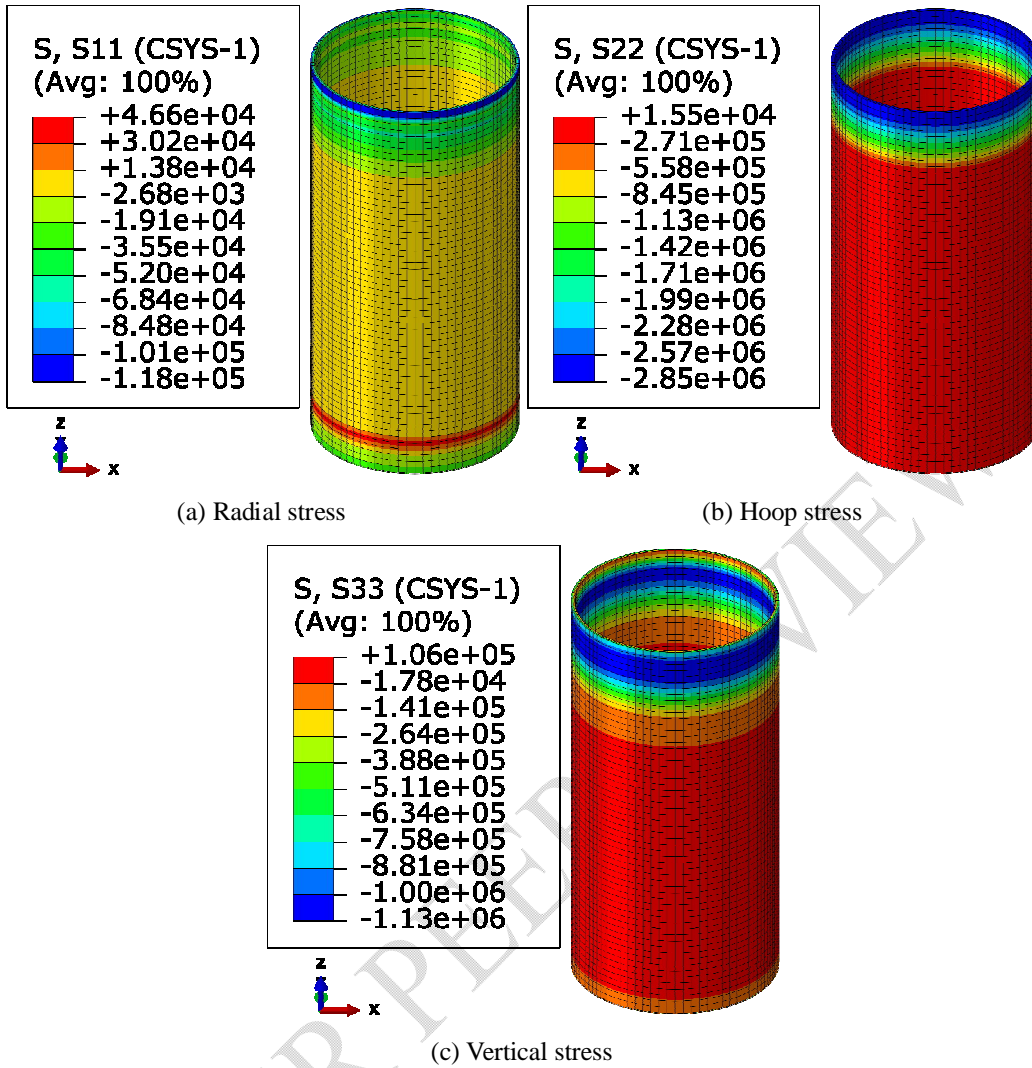 S, S11 (CSYS-1)
(Avg: 100%)
+4.66e+04
+3.02e+04
+1.38e+04
-2.68e+03
-1.91e+04
-3.55e+04
-5.20e+04
-6.84e+04
-8.48e+04
-1.01e+05
-1.18e+05
z
x
(a) Radial stress
S, S22 (CSYS-1)
(Avg: 100%)
+1.55e+04
-2.71e+05
-5.58e+05
-8.45e+05
-1.13e+06
-1.42e+06
-1.71e+06
-1.99e+06
-2.28e+06
-2.57e+06
-2.85e+06
z
x
(b) Hoop stress
S, S33 (CSYS-1)
(Avg: 100%)
+1.06e+05
-1.78e+04
-1.41e+05
-2.64e+05
-3.88e+05
-5.11e+05
-6.34e+05
-7.58e+05
-8.81e+05
-1.00e+06
-1.13e+06
z
x
(c) Vertical stress